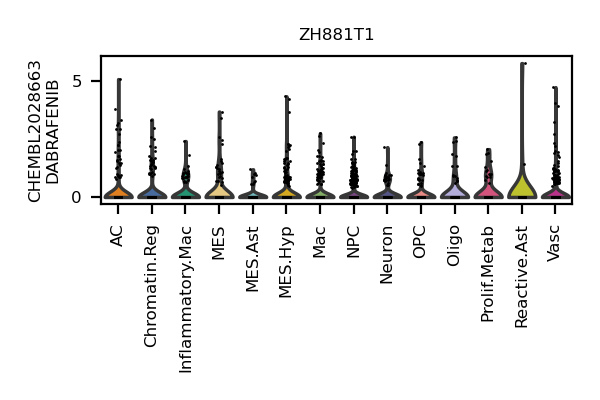 ZH881T1
CHEMBL2028663
DABRAFENIB
5
0
AC
Chromatin.Reg
Inflammatory.Mac
MES
MES.Ast
MES.Hyp
Mac
NPC
Neuron
OPC
Oligo
Prolif.Metab
Reactive.Ast
Vasc